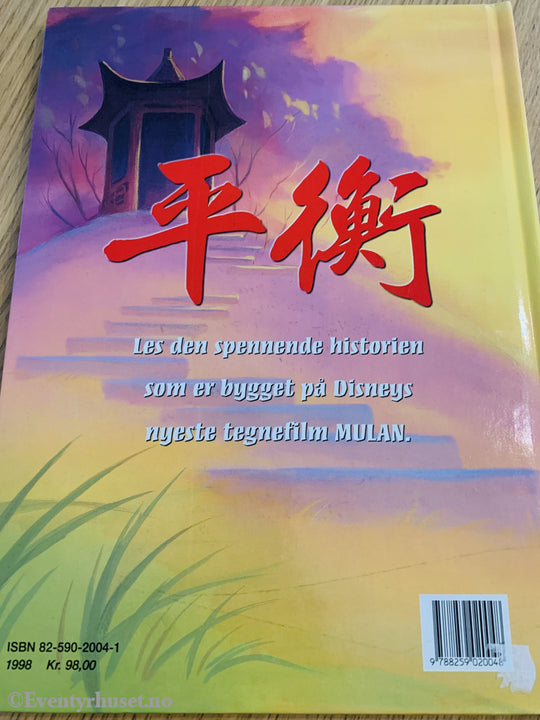 平衡
Les den spennende historien
som er bygget på Disneys
nyeste tegnefilm MULAN.
ISBN 82-590-2004-1
1998 Kr. 98,00
9 788259 020048
©Eventyrhuset.no